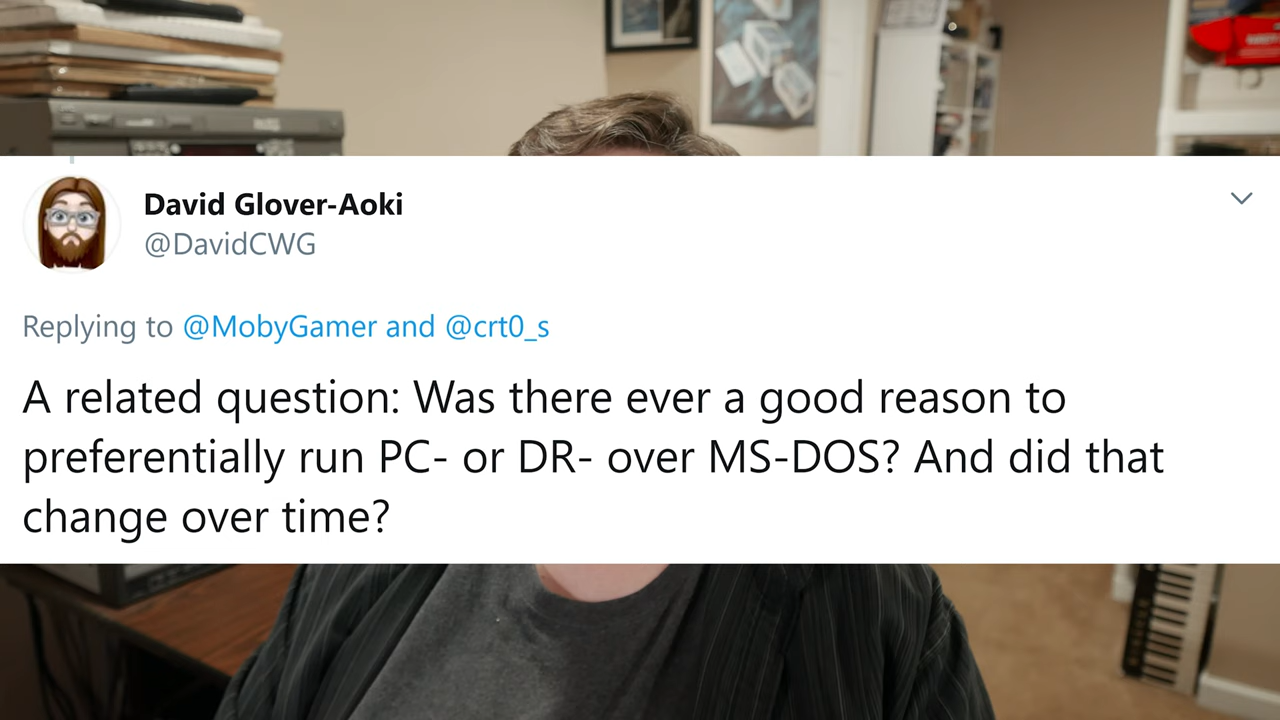 David Glover-Aoki
@DavidCWG
Replying to @MobyGamer and @crt0_s
A related question: Was there ever a good reason to
preferentially run PC- or DR- over MS-DOS? And did that
change over time?